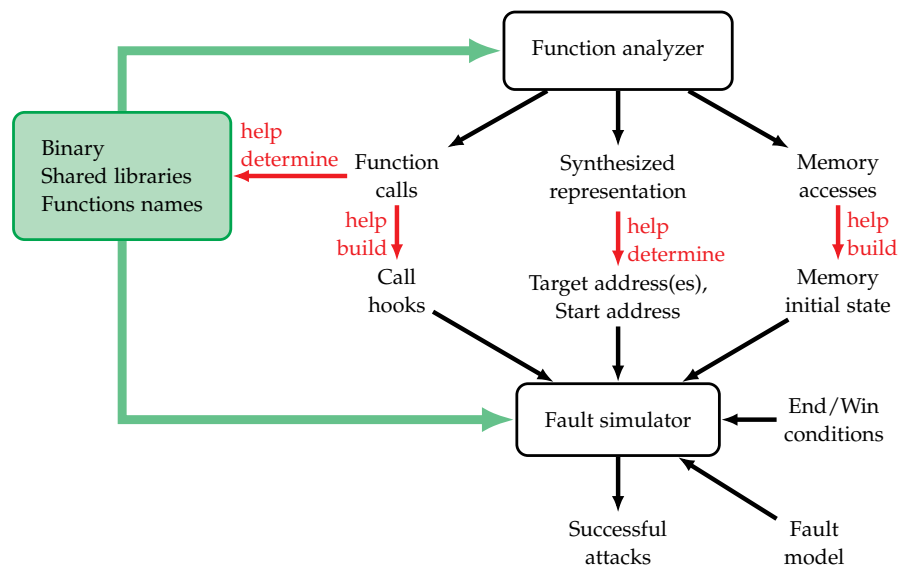 Function analyzer
Binary
Shared libraries
Functions names
help
determine
Function
calls
Synthesized
representation
Memory
accesses
help
build
help
determine
help
build
Call
hooks
Target address(es),
Start address
Memory
initial state
Fault simulator
End/Win
conditions
Successful
attacks
Fault
model